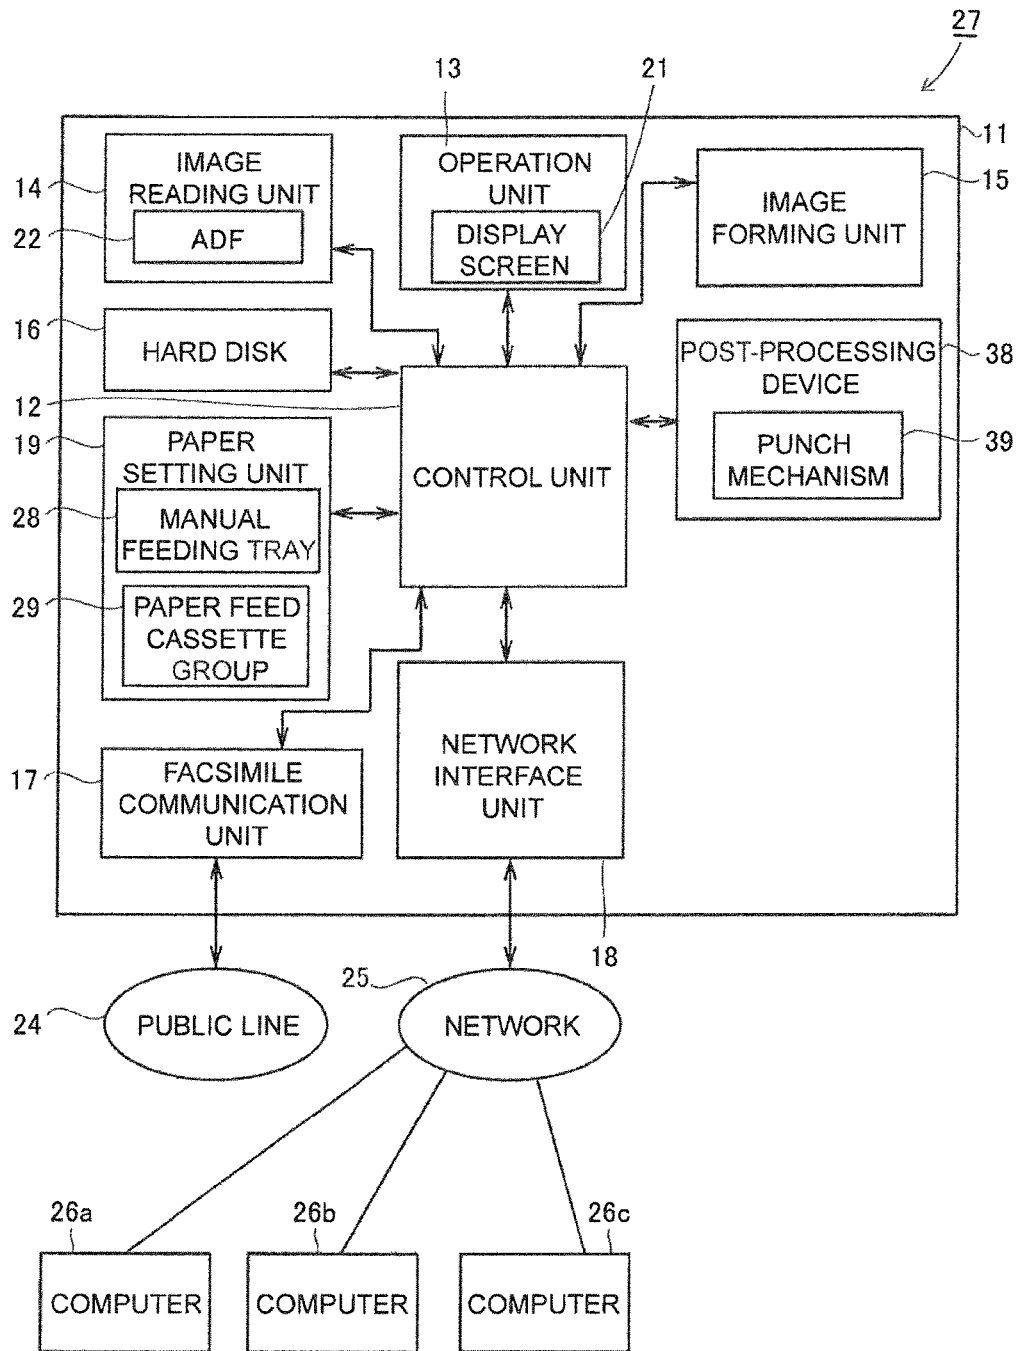 27
13
21
11
14
IMAGE
READING UNIT
22
ADF
OPERATION
UNIT
DISPLAY
SCREEN
IMAGE
FORMING UNIT
15
16
HARD DISK
POST-PROCESSING
DEVICE
38
PUNCH
MECHANISM
39
12
CONTROL UNIT
19
PAPER
SETTING UNIT
28
MANUAL
FEEDING TRAY
29
PAPER FEED
CASSETTE
GROUP
17
FACSIMILE
COMMUNICATION
UNIT
NETWORK
INTERFACE
UNIT
18
24
PUBLIC LINE
25
NETWORK
26a
COMPUTER
26b
COMPUTER
26c
COMPUTER